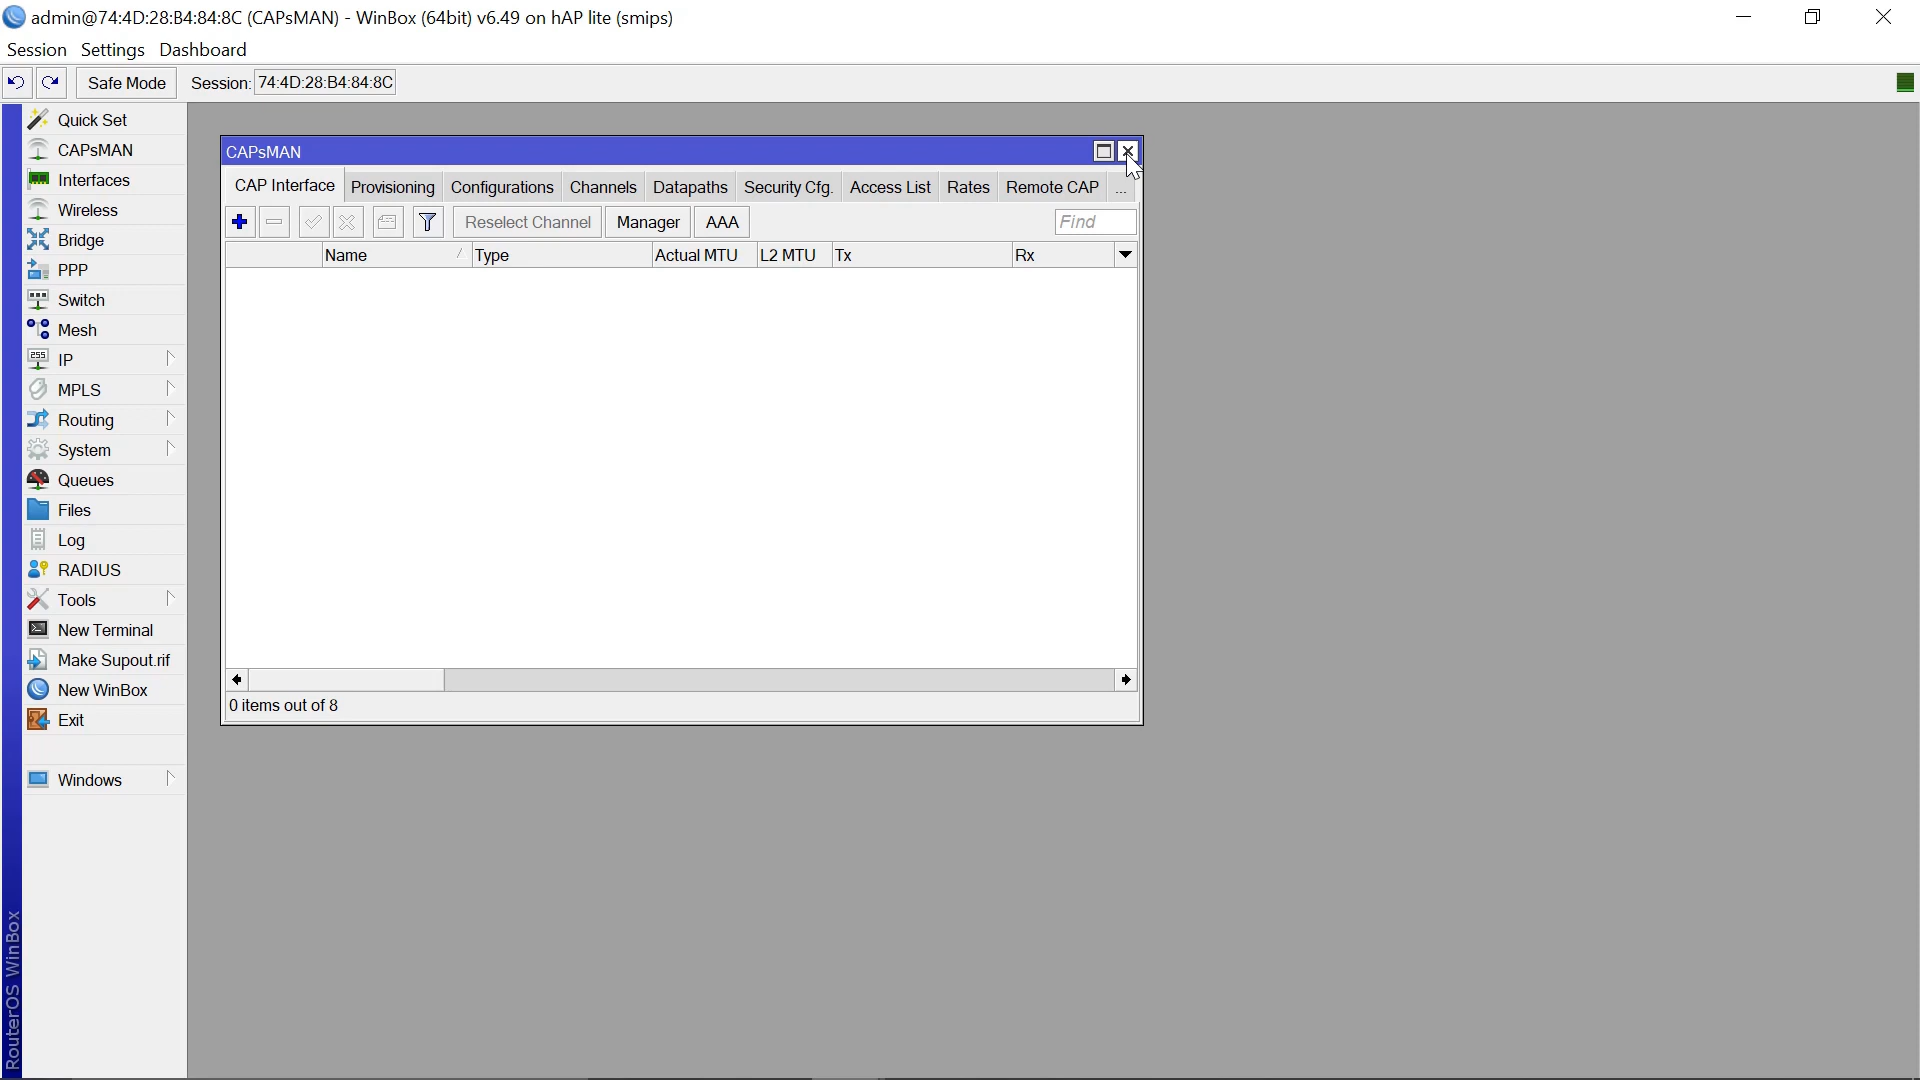 admin@74:4D:28:B4:84:8C (CAPsMAN) - WinBox (64bit) v6.49 on hAP lite (smips)
Session Settings Dashboard
Safe Mode Session: 74:4D:28:B4:84:8C
Quick Set
CAPsMAN
Interfaces
Wireless
Bridge
PPP
Switch
Mesh
255 IP
MPLS
Routing
System
Queues
Files
Log
RADIUS
Tools
New Terminal
Make Supout.rif
New WinBox
Exit
Windows
RouterOS WinBox
CAPsMAN
CAP Interface Provisioning Configurations Channels Datapaths Security Cfg. Access List Rates Remote CAP ...
Reselect Channel Manager AAA Find
Name Type Actual MTU L2 MTU Tx Rx
0 items out of 8